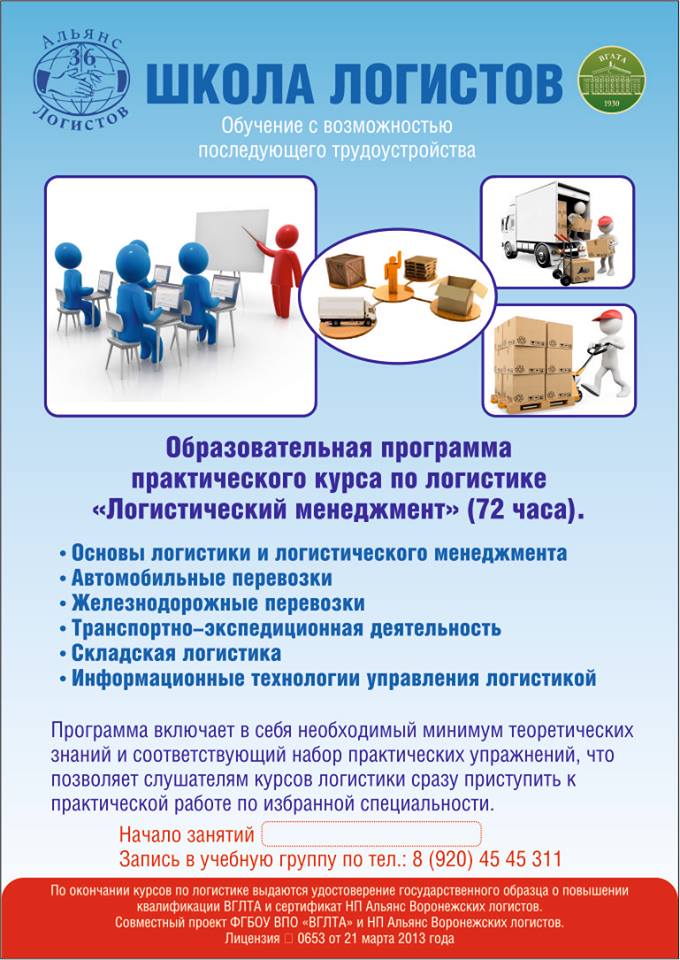 АЛЬЯНС
36
ЛОГИСТОВ
ШКОЛА ЛОГИСТОВ
ВГЛТА
1930
Обучение с возможностью
последующего трудоустройства
Образовательная программа
практического курса по логистике
«Логистический менеджмент» (72 часа).
• Основы логистики и логистического менеджмента
• Автомобильные перевозки
• Железнодорожные перевозки
• Транспортно–экспедиционная деятельность
• Складская логистика
• Информационные технологии управления логистикой
Программа включает в себя необходимый минимум теоретических
знаний и соответствующий набор практических упражнений, что
позволяет слушателям курсов логистики сразу приступить к
практической работе по избранной специальности.
Начало занятий
Запись в учебную группу по тел.: 8 (920) 45 45 311
По окончании курсов по логистике выдаются удостоверение государственного образца о повышении
квалификации ВГЛТА и сертификат НП Альянс Воронежских логистов.
Совместный проект ФГБОУ ВПО «ВГЛТА» и НП Альянс Воронежских логистов.
Лицензия □ 0653 от 21 марта 2013 года